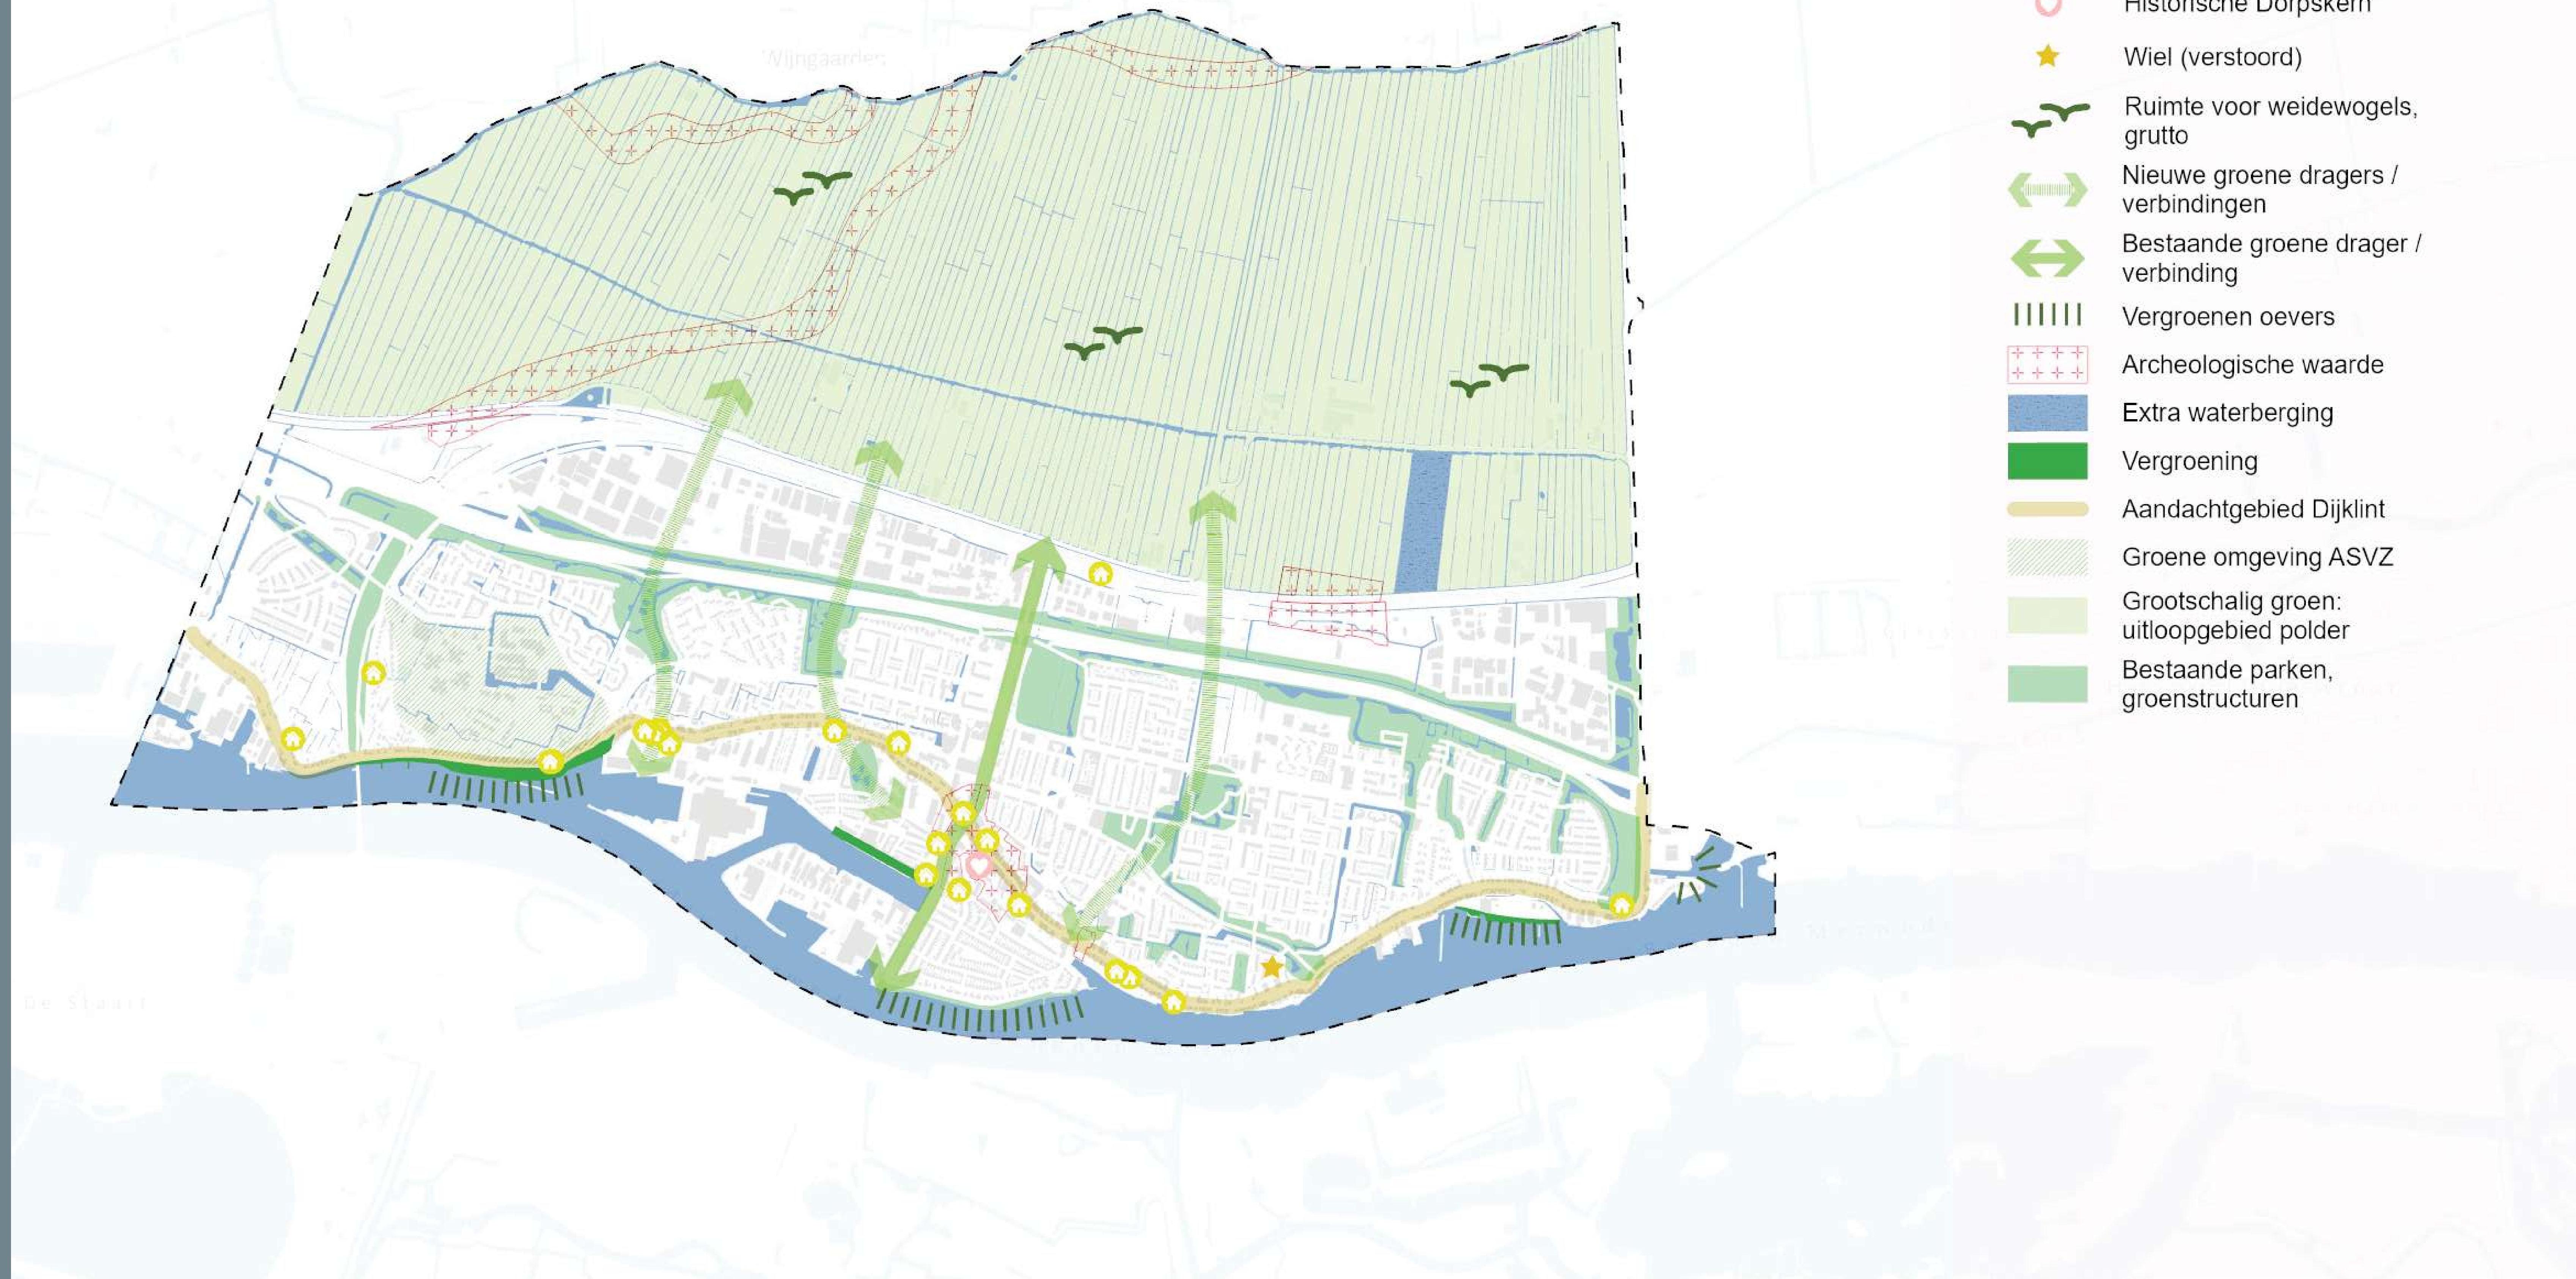 Historische Dorpskern
Wijngaarden
Wiel (verstoord)
Ruimte voor weidewogels,
grutto
Nieuwe groene dragers /
verbindingen
Bestaande groene drager /
verbinding
Vergroenen oevers
Archeologische waarde
Extra waterberging
Vergroening
Aandachtgebied Dijklint
Groene omgeving ASVZ
Grootschalig groen:
uitloopgebied polder
Bestaande parken,
groenstructuren
De Staart